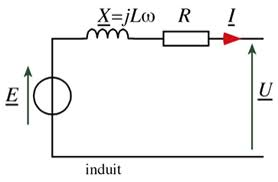 X=jLω R I
E
U
induit